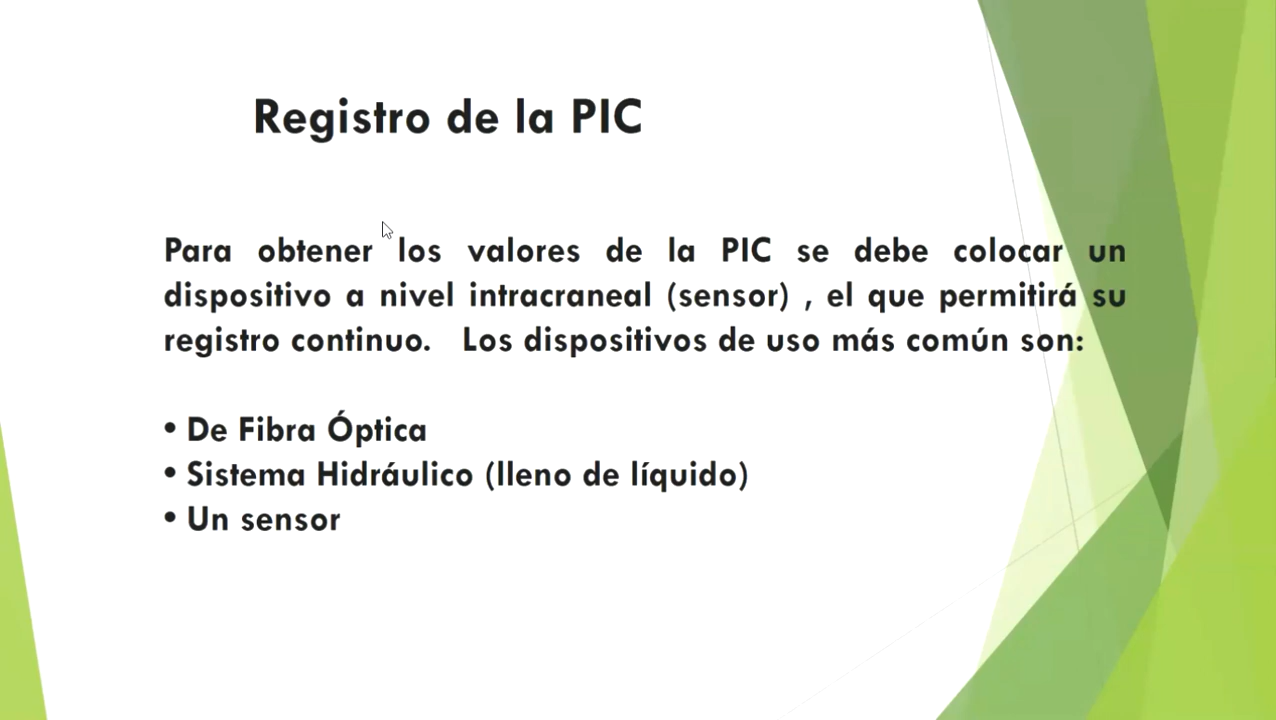 Registro de la PIC
Para obtener los valores de la PIC se debe colocar un
dispositivo a nivel intracraneal (sensor) , el que permitirá su
registro continuo.   Los dispositivos de uso más común son:
• De Fibra Óptica
• Sistema Hidráulico (lleno de líquido)
• Un sensor